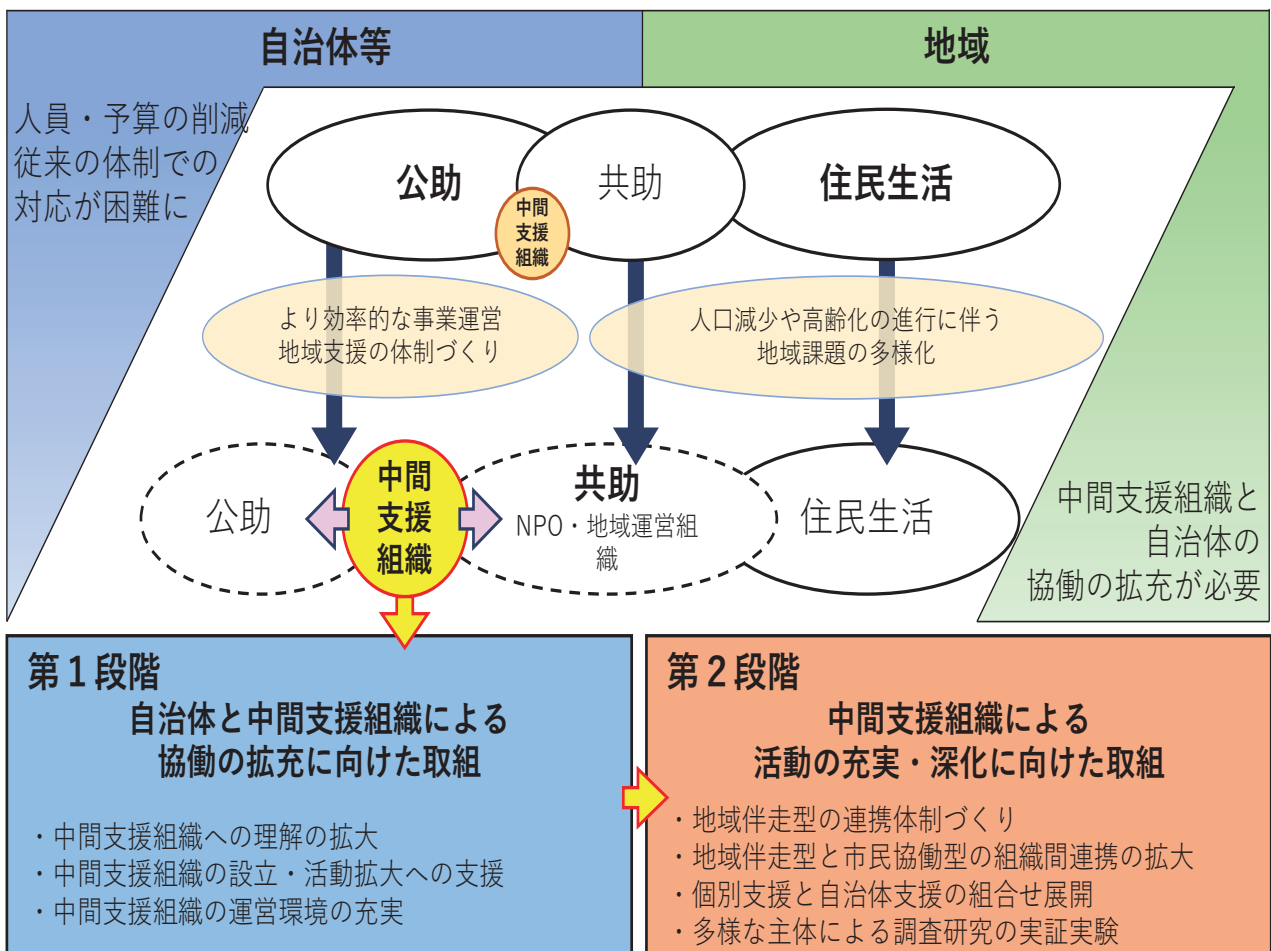 自治体等
地域
人員・予算の削減
従来の体制での
対応が困難に
公助
共助
住民生活
中間
支援
組織
より効率的な事業運営
地域支援の体制づくり
人口減少や高齢化の進行に伴う
地域課題の多様化
公助
中間
支援
組織
共助
NPO・地域運営組
織
住民生活
中間支援組織と
自治体の
協働の拡充が必要
第1段階
自治体と中間支援組織による
協働の拡充に向けた取組
・中間支援組織への理解の拡大
・中間支援組織の設立・活動拡大への支援
・中間支援組織の運営環境の充実
第2段階
中間支援組織による
活動の充実・深化に向けた取組
・地域伴走型の連携体制づくり
・地域伴走型と市民協働型の組織間連携の拡大
・個別支援と自治体支援の組合せ展開
・多様な主体による調査研究の実証実験